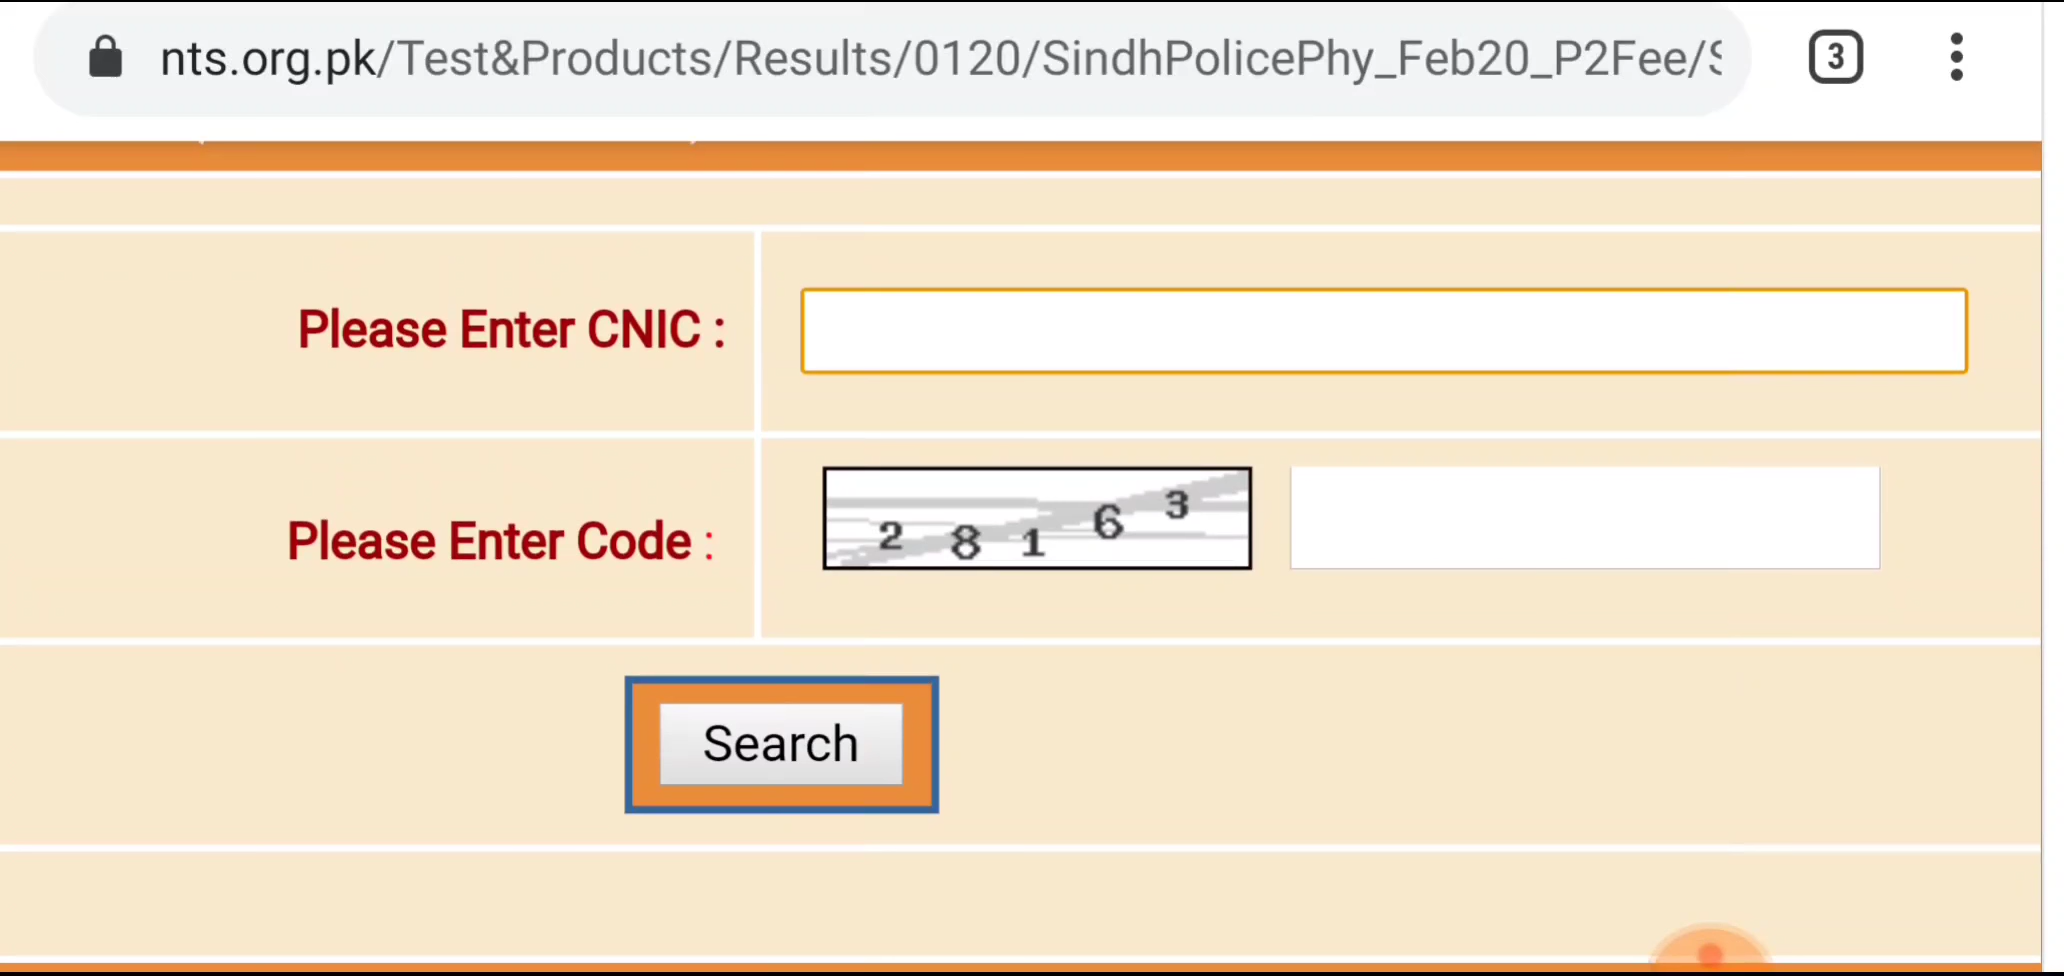 nts.org.pk/Test&Products/Results/0120/SindhPolicePhy_Feb20_P2Fee/S
3
Please Enter CNIC :
Please Enter Code :
2 8 1 6 3
Search